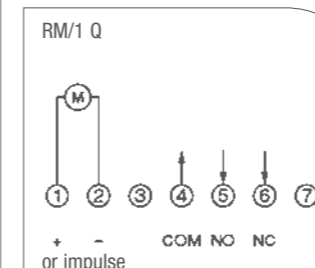 RM/1 Q
M
1 2 3 4 5 6 7
+ - COM NO NC
or impulse